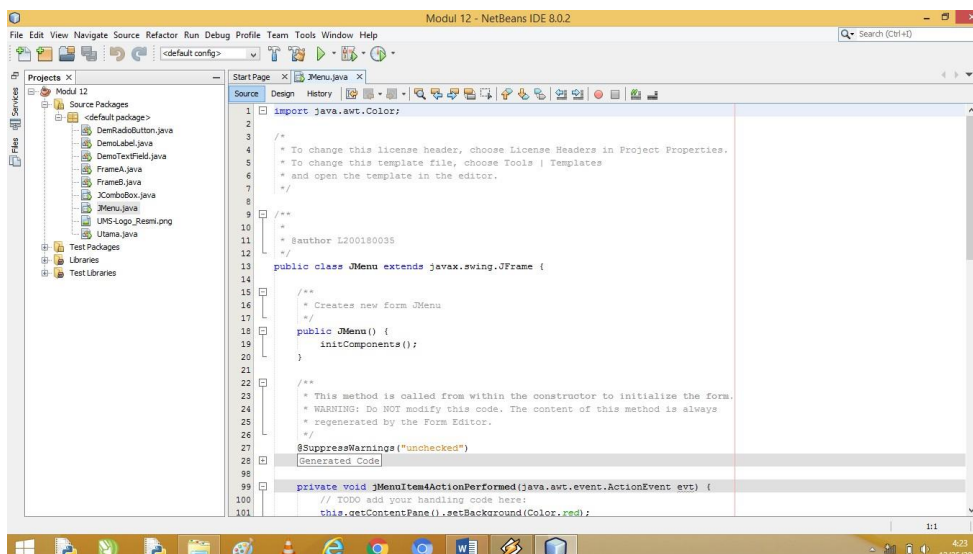 Modul 12 - NetBeans IDE 8.0.2
File Edit View Navigate Source Refactor Run Debug Profile Team Tools Window Help
Search (Ctrl+I)
<default config>
Projects
Services
Files
Modul 12
Source Packages
<default package>
DemRadioButton.java
DemoLabel.java
DemoTextField.java
FrameA.java
FrameB.java
JComboBox.java
JMenu.java
UMS-Logo_Resmi.png
Utama.java
Test Packages
Libraries
Test Libraries
Start Page JMenu.java
Source Design History
1 import java.awt.Color;
2
3 /*
4 * To change this license header, choose License Headers in Project Properties.
5 * To change this template file, choose Tools | Templates
6 * and open the template in the editor.
7 */
8
9 /**
10 *
11 * @author L200180035
12 */
13 public class JMenu extends javax.swing.JFrame {
14
15 /**
16 * Creates new form JMenu
17 */
18 public JMenu() {
19 initComponents();
20 }
21
22 /**
23 * This method is called from within the constructor to initialize the form.
24 * WARNING: Do NOT modify this code. The content of this method is always
25 * regenerated by the Form Editor.
26 */
27 @SuppressWarnings("unchecked")
28 Generated Code
98
99 private void jMenuItem4ActionPerformed(java.awt.event.ActionEvent evt) {
100 // TODO add your handling code here:
101 this.getContentPane().setBackground(Color.red);
1:1
4:23